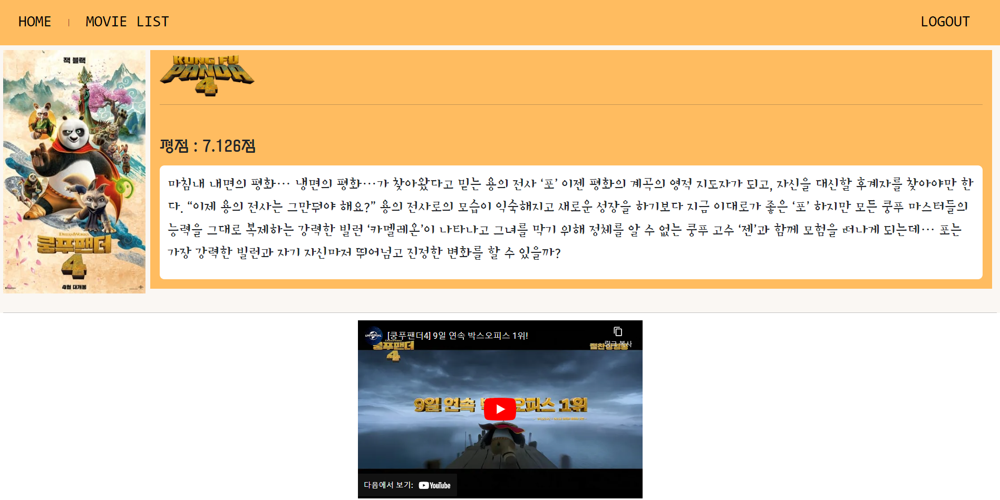 HOME
MOVIE LIST
LOGOUT
잭 블랙
DREAMWORKS
쿵푸팬더
4
4월 대개봉
KUNG FU
PANDA
4
평점 : 7.126점
마침내 내면의 평화… 냉면의 평화…가 찾아왔다고 믿는 용의 전사 ‘포’ 이젠 평화의 계곡의 영적 지도자가 되고, 자신을 대신할 후계자를 찾아야만 한
다. “이제 용의 전사는 그만둬야 해요?” 용의 전사로의 모습이 익숙해지고 새로운 성장을 하기보다 지금 이대로가 좋은 ‘포’ 하지만 모든 쿵푸 마스터들의
능력을 그대로 복제하는 강력한 빌런 ‘카멜레온’이 나타나고 그녀를 막기 위해 정체를 알 수 없는 쿵푸 고수 ‘젠’과 함께 모험을 떠나게 되는데… 포는
가장 강력한 빌런과 자기 자신마저 뛰어넘고 진정한 변화를 할 수 있을까?
UNIVERSAL
[쿵푸팬더4] 9일 연속 박스오피스 1위!
링크 복사
쿵푸팬더
4
9일 연속 박스오피스 1위
다음에서 보기: YouTube